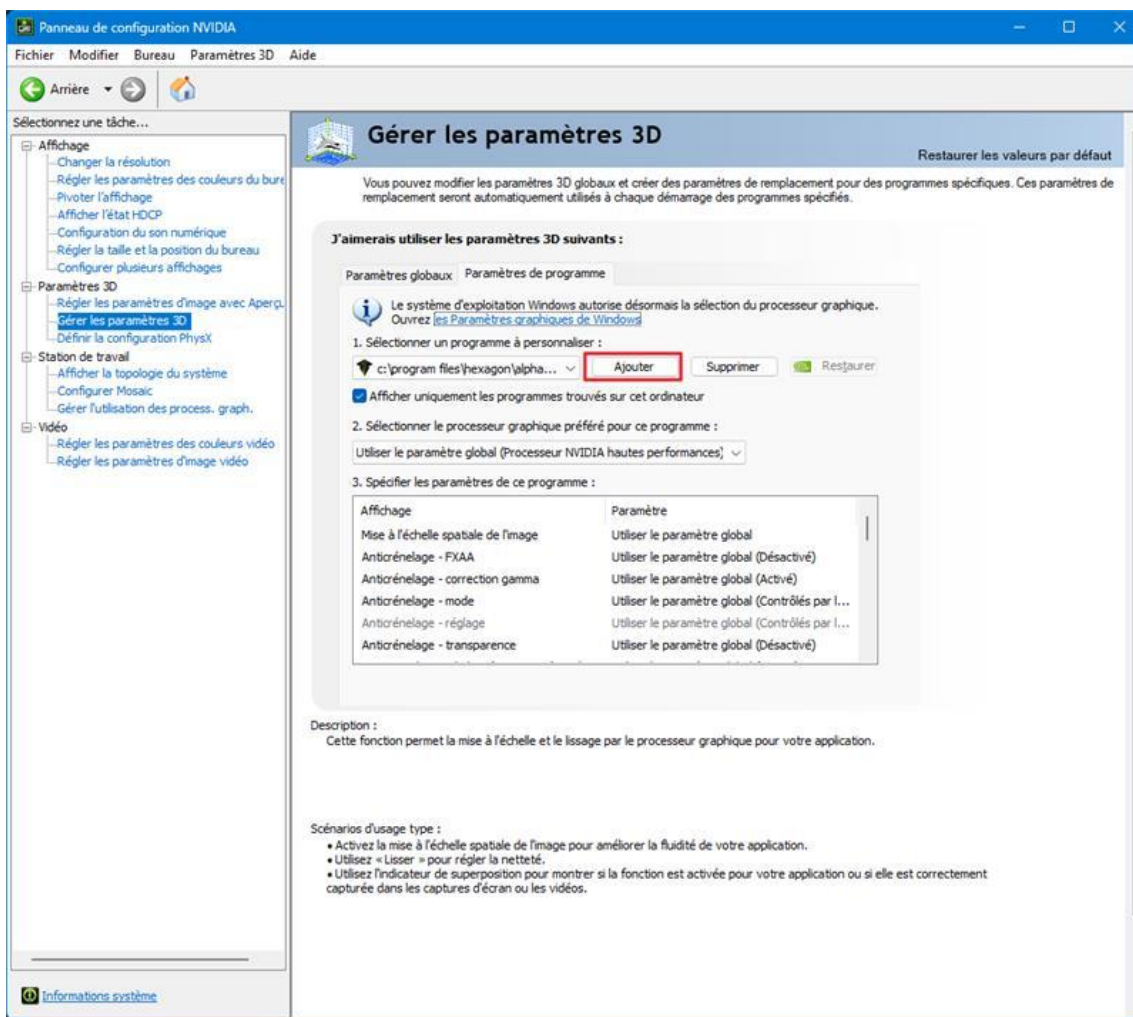 Panneau de configuration NVIDIA
Fichier Modifier Bureau Paramètres 3D Aide
Arrière
Sélectionnez une tâche...
Affichage
Changer la résolution
Régler les paramètres des couleurs du bure
Pivoter l'affichage
Afficher l'état HDCP
Configuration du son numérique
Régler la taille et la position du bureau
Configurer plusieurs affichages
Paramètres 3D
Régler les paramètres d'image avec Aperçu
Gérer les paramètres 3D
Définir la configuration PhysX
Station de travail
Afficher la topologie du système
Configurer Mosaic
Gérer l'utilisation des process. graph.
Vidéo
Régler les paramètres des couleurs vidéo
Régler les paramètres d'image vidéo
Informations système
Gérer les paramètres 3D
Restaurer les valeurs par défaut
Vous pouvez modifier les paramètres 3D globaux et créer des paramètres de remplacement pour des programmes spécifiques. Ces paramètres de
remplacement seront automatiquement utilisés à chaque démarrage des programmes spécifiés.
J'aimerais utiliser les paramètres 3D suivants :
Paramètres globaux Paramètres de programme
Le système d'exploitation Windows autorise désormais la sélection du processeur graphique.
Ouvrez les Paramètres graphiques de Windows
1. Sélectionner un programme à personnaliser :
c:\program files\hexagon\alpha... Ajouter Supprimer Restaurer
Afficher uniquement les programmes trouvés sur cet ordinateur
2. Sélectionner le processeur graphique préféré pour ce programme :
Utiliser le paramètre global (Processeur NVIDIA hautes performances)
3. Spécifier les paramètres de ce programme :
Affichage Paramètre
Mise à l'échelle spatiale de l'image Utiliser le paramètre global
Anticrénelage - FXAA Utiliser le paramètre global (Désactivé)
Anticrénelage - correction gamma Utiliser le paramètre global (Activé)
Anticrénelage - mode Utiliser le paramètre global (Contrôlés par l...
Anticrénelage - réglage Utiliser le paramètre global (Contrôlés par l...
Anticrénelage - transparence Utiliser le paramètre global (Désactivé)
Description :
Cette fonction permet la mise à l'échelle et le lissage par le processeur graphique pour votre application.
Scénarios d'usage type :
• Activez la mise à l'échelle spatiale de l'image pour améliorer la fluidité de votre application.
• Utilisez « Lisser » pour régler la netteté.
• Utilisez l'indicateur de superposition pour montrer si la fonction est activée pour votre application ou si elle est correctement
capturée dans les captures d'écran ou les vidéos.